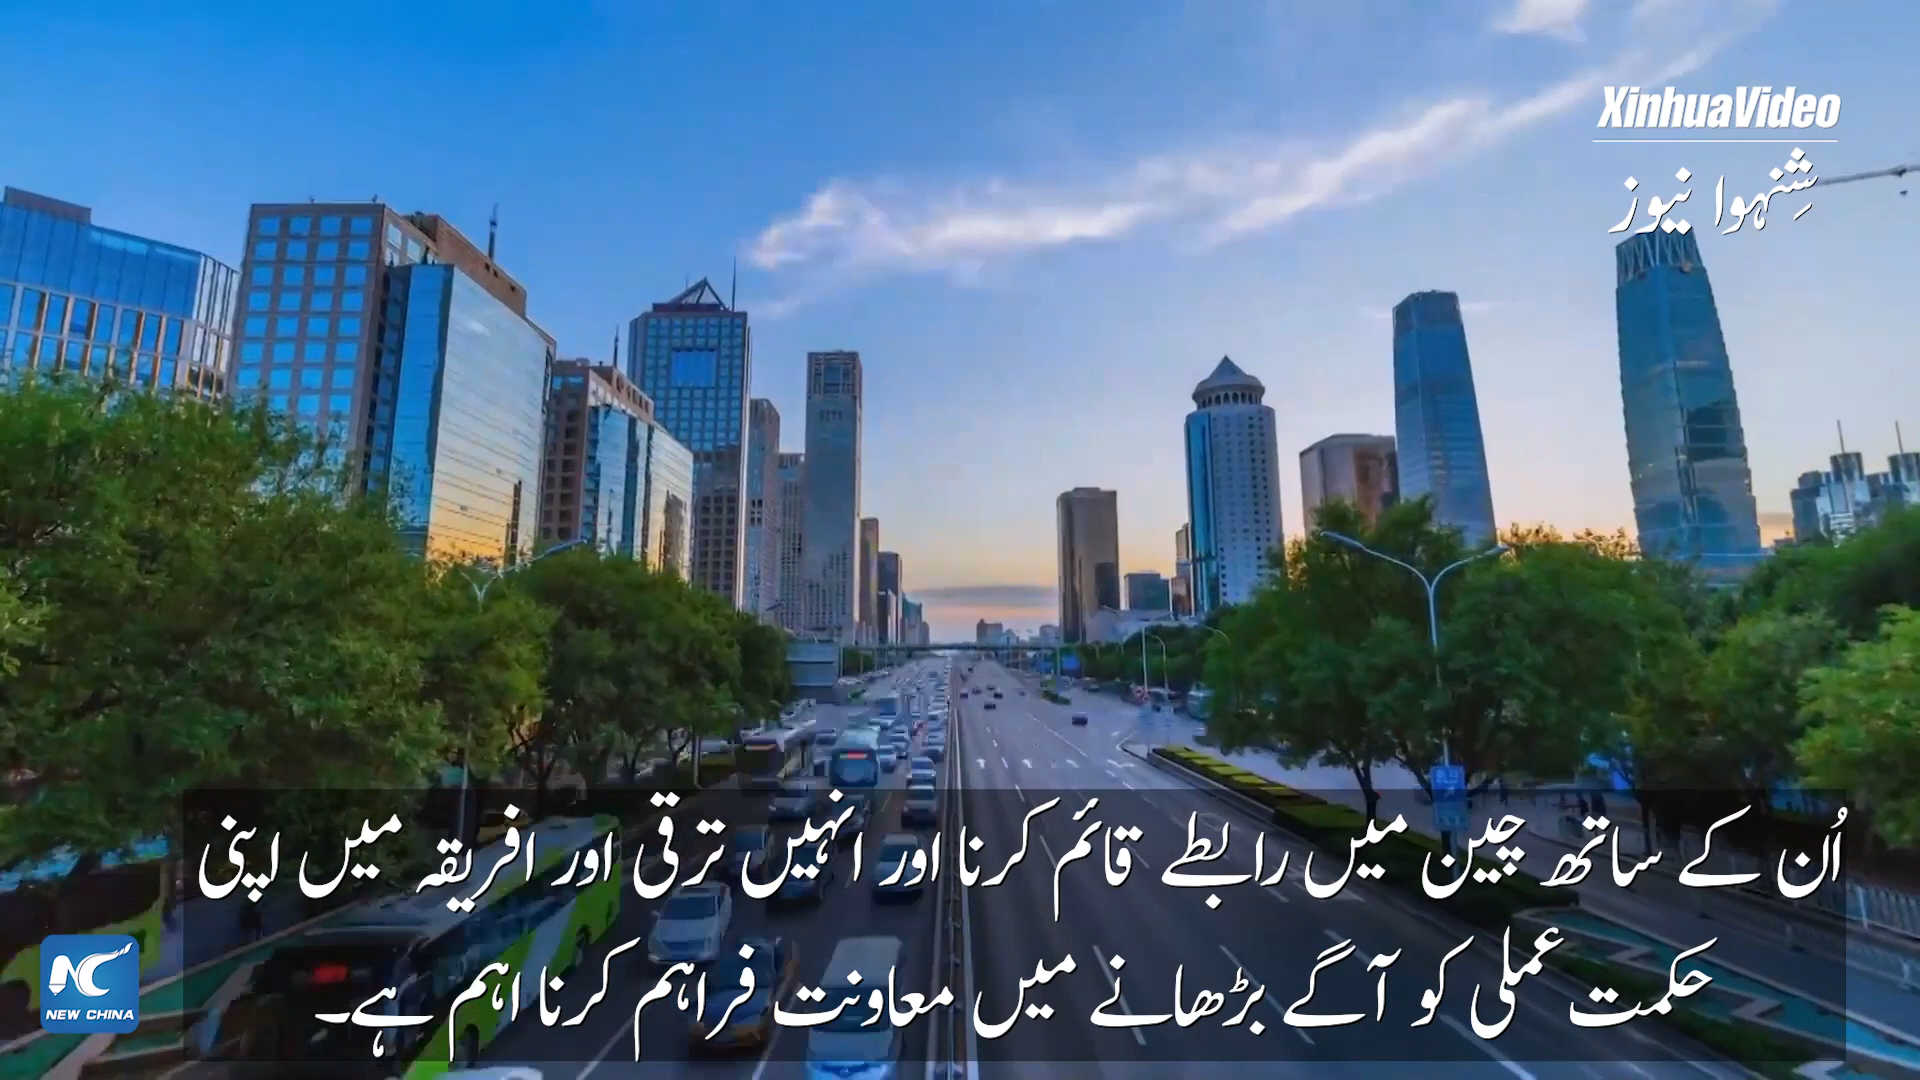 XinhuaVideo
شِنہوا نیوز
اُن کے ساتھ چین میں رابطے قائم کرنا اور انہیں ترقی اور افریقہ میں اپنی
حکمت عملی کو آگے بڑھانے میں معاونت فراہم کرنا اہم ہے۔
NC
NEW CHINA